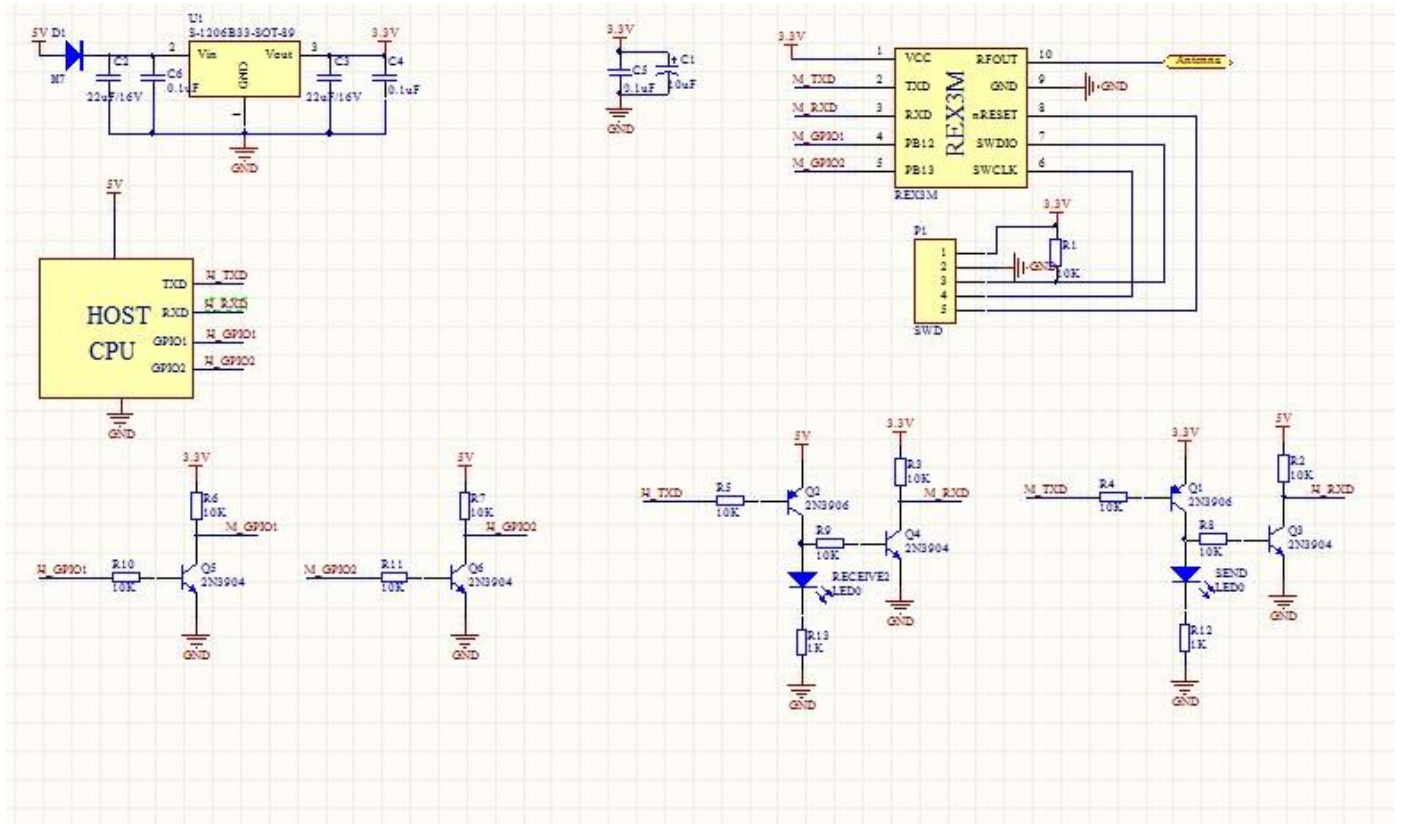 U1
S-1206B33-SOT-89
5V
D1
2
Vin
Vout
3
3.3V
GND
1
C2
22uF/16V
C6
0.1uF
C3
22uF/16V
C4
0.1uF
GND
3.3V
C5
0.1uF
C1
10uF
GND
3.3V
1
VCC
RFOUT
10
Antenna
M_TXD
2
TXD
GND
9
GND
M_RXD
3
RXD
nRESET
8
M_GPIO1
4
PB12
SWDIO
7
M_GPIO2
5
PB13
SWCLK
6
REX3M
REX3M
P1
1
2
3
4
5
SWD
GND
3.3V
R1
10K
5V
HOST
CPU
TXD
H_TXD
RXD
H_RXD
GPIO1
H_GPIO1
GPIO2
H_GPIO2
GND
3.3V
R6
10K
M_GPIO1
H_GPIO1
R10
10K
Q5
2N3904
GND
5V
R7
10K
H_GPIO2
M_GPIO2
R11
10K
Q6
2N3904
GND
5V
H_TXD
R5
10K
Q2
2N3906
R9
10K
RECEIVE2
LED0
R13
1K
GND
3.3V
R3
10K
M_RXD
Q4
2N3904
GND
3.3V
M_TXD
R4
10K
Q1
2N3906
R8
10K
SEND
LED0
R12
1K
GND
5V
R2
10K
H_RXD
Q3
2N3904
GND